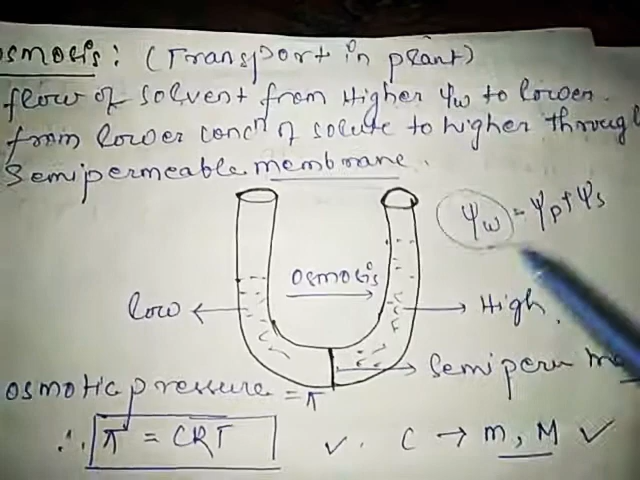 osmosis: (Transport in plant)
flow of solvent from Higher Ψw to lower.
from lower concⁿ of solute to higher through
semipermeable membrane.
Ψw = Ψp + Ψs
osmosis
low
High
semiperm
osmotic pressure = π
∴ π = CRT ✓. C → m, M ✓